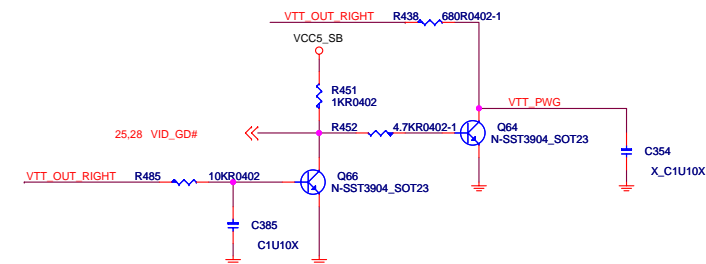 VTT_OUT_RIGHT R438 680R0402-1
VCC5_SB
R451
1KR0402
VTT_PWG
25,28 VID_GD#
R452 4.7KR0402-1
Q64
N-SST3904_SOT23
C354
X_C1U10X
VTT_OUT_RIGHT R485 10KR0402
Q66
N-SST3904_SOT23
C385
C1U10X